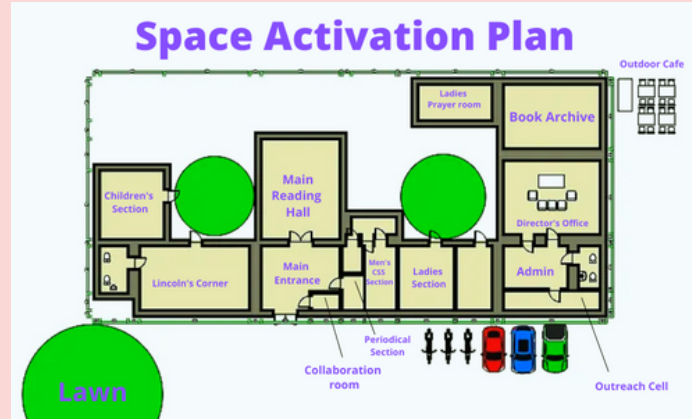 Space Activation Plan
Outdoor Cafe
Ladies
Prayer room
Book Archive
Children's
Section
Main
Reading
Hall
Director's Office
Lincoln's Corner
Main
Entrance
Men's
CSS
Section
Ladies
Section
Admin
Periodical
Section
Collaboration
room
Outreach Cell
Lawn